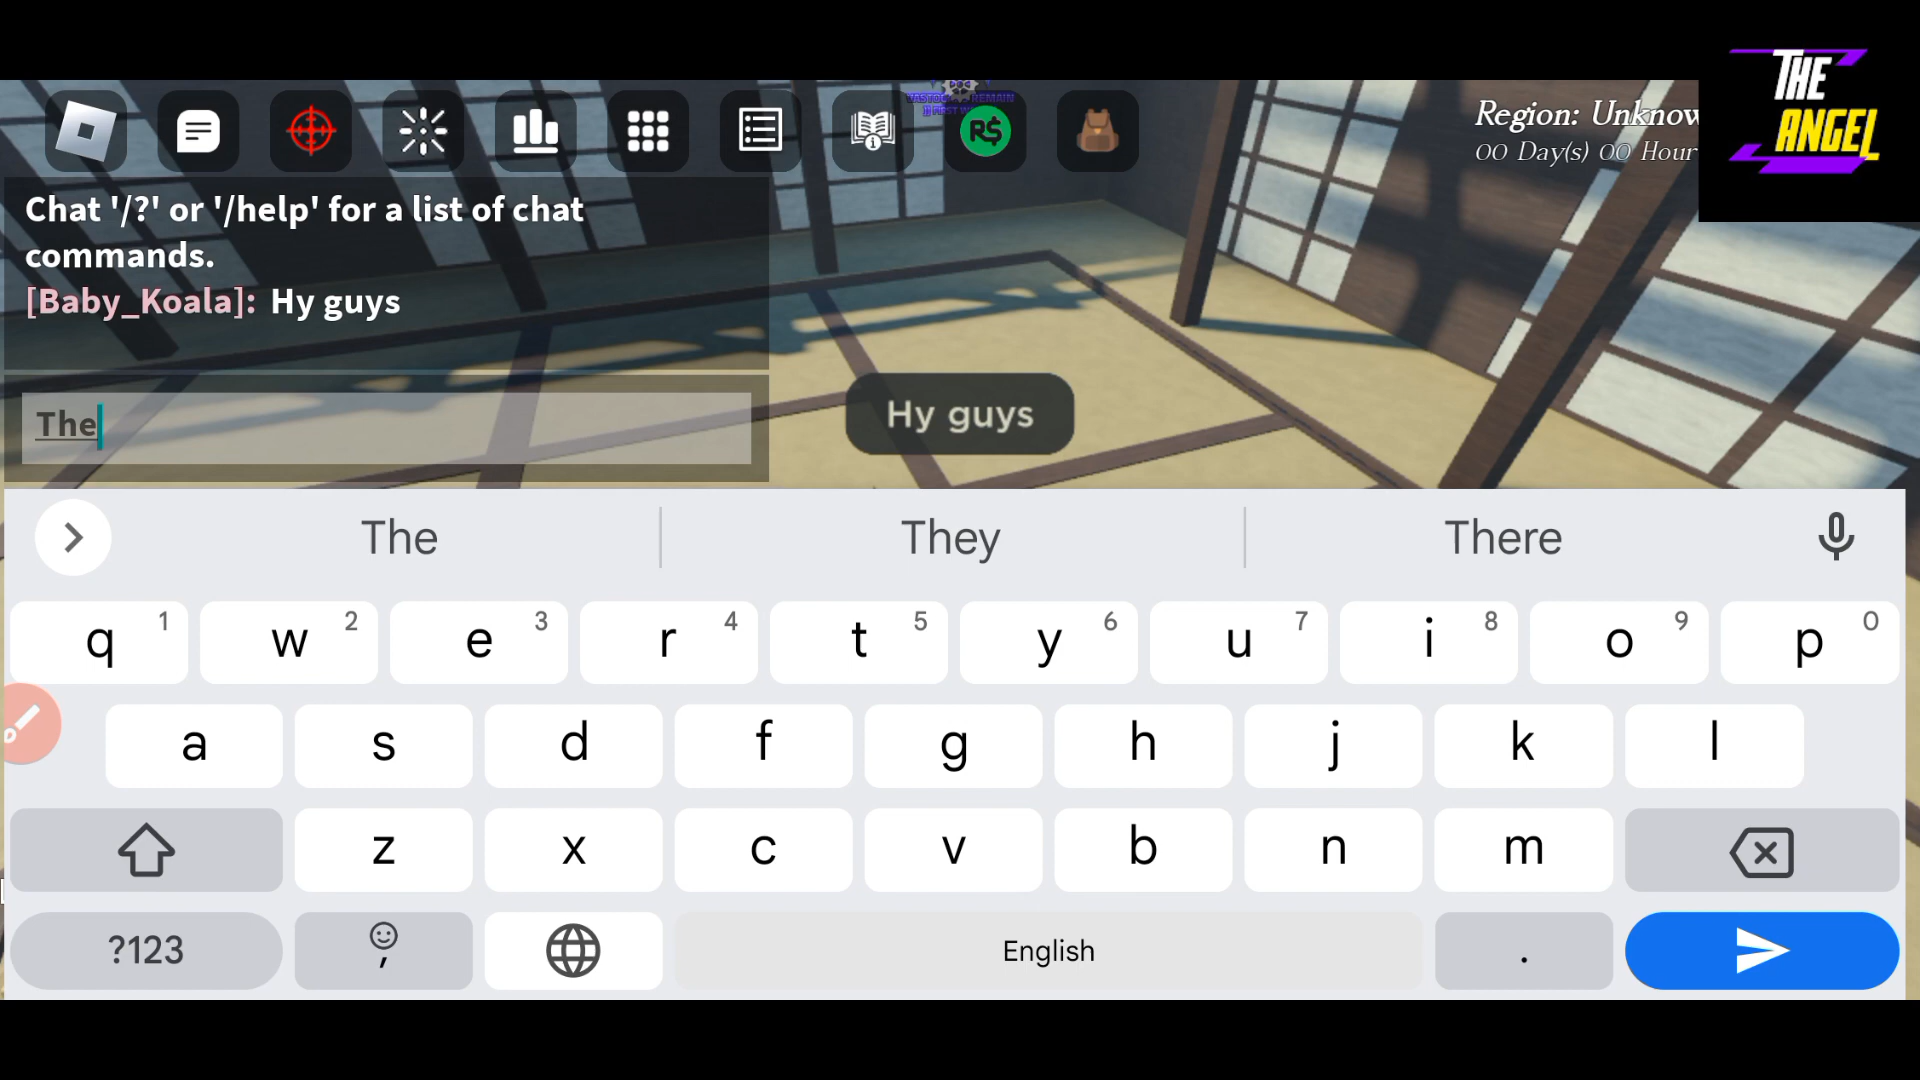 THE
ANGEL
Region: Unknow
00 Day(s) 00 Hour
R$
Chat '/?' or '/help' for a list of chat
commands.
[Baby_Koala]: Hy guys
The
Hy guys
The They There
q 1 w 2 e 3 r 4 t 5 y 6 u 7 i 8 o 9 p 0
a s d f g h j k l
z x c v b n m
?123 , English .